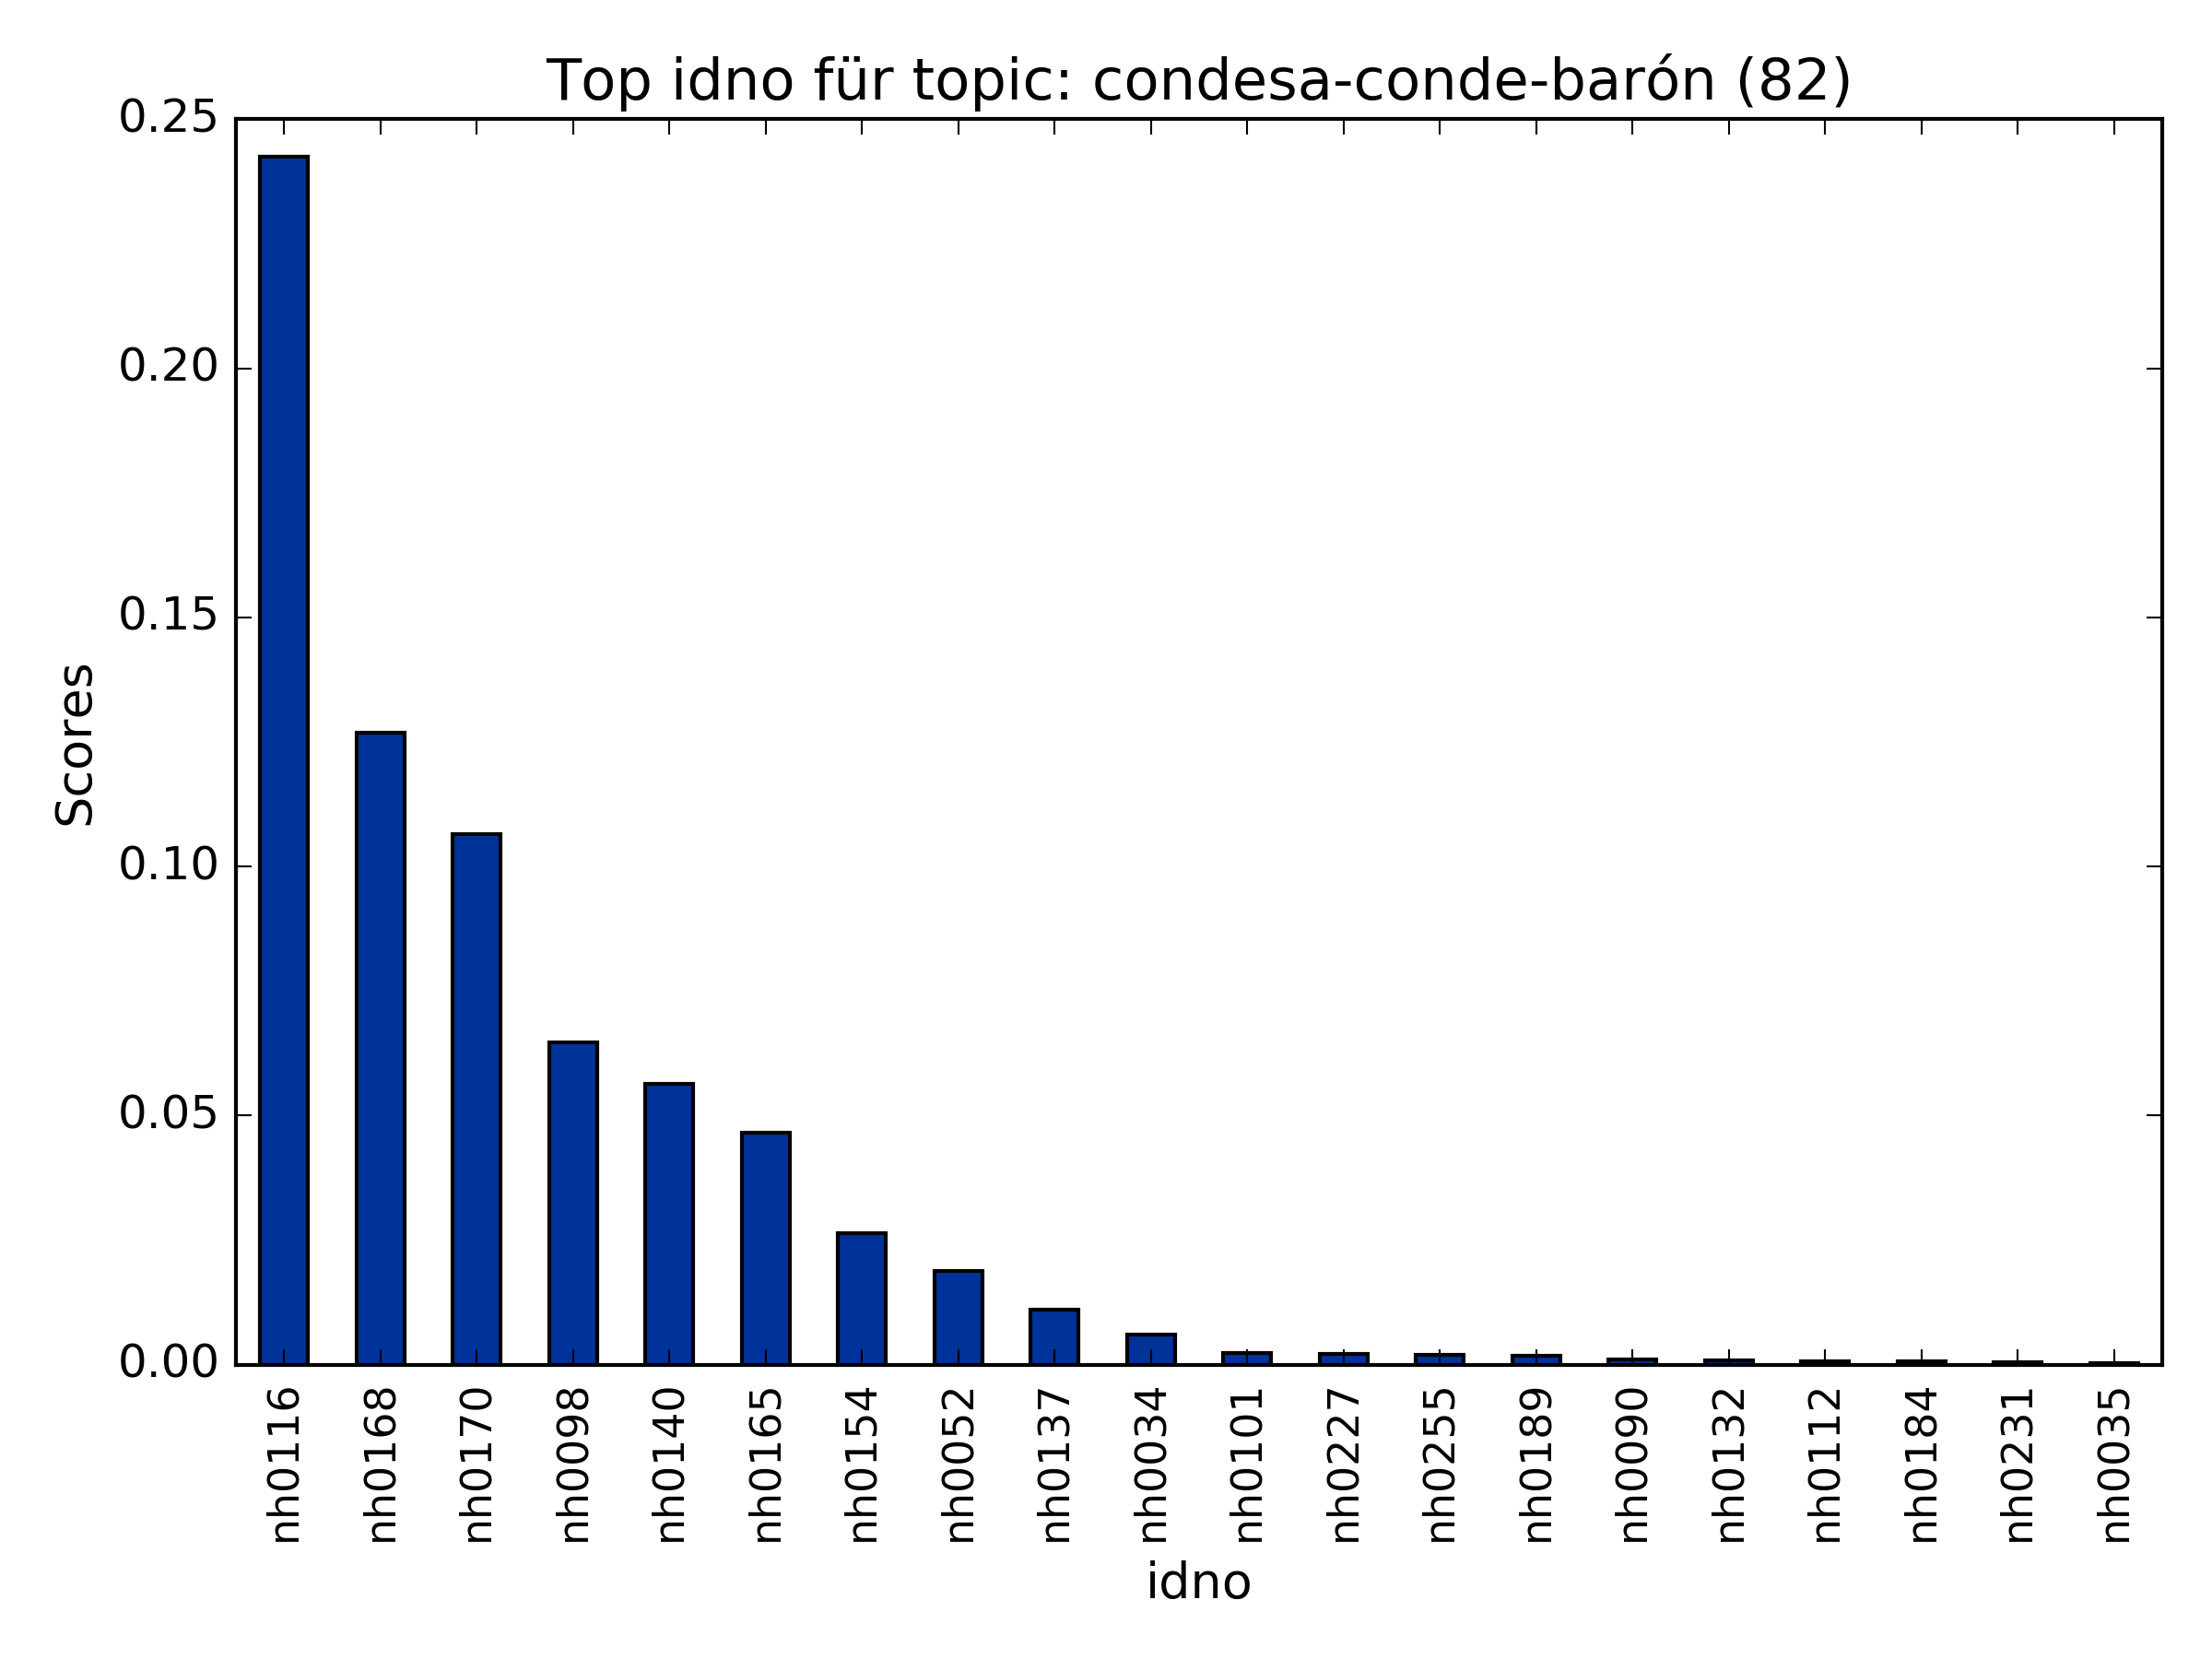 Top idno für topic: condesa-conde-barón (82)
0.25
0.20
0.15
0.10
0.05
0.00
Scores
nh0116
nh0168
nh0170
nh0098
nh0140
nh0165
nh0154
nh0052
nh0137
nh0034
nh0101
nh0227
nh0255
nh0189
nh0090
nh0132
nh0112
nh0184
nh0231
nh0035
idno